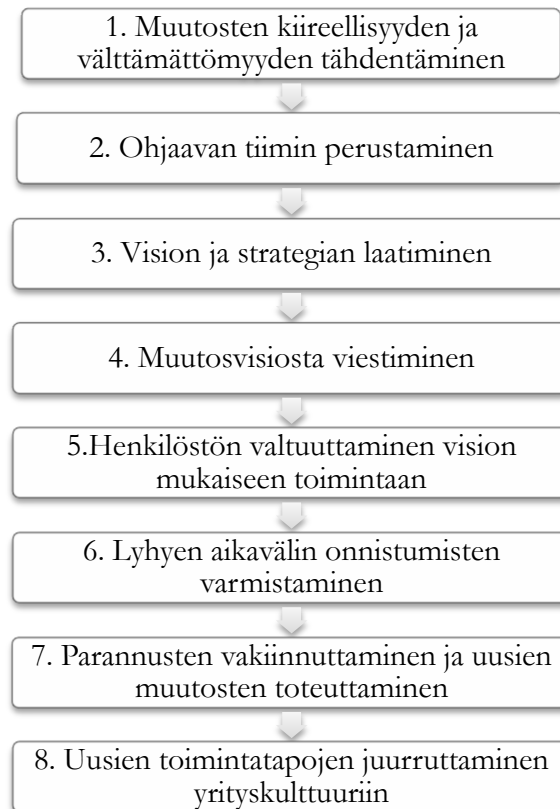 1. Muutosten kiireellisyyden ja
välttämättömyyden tähdentäminen
2. Ohjaavan tiimin perustaminen
3. Vision ja strategian laatiminen
4. Muutosvisiosta viestiminen
5.Henkilöstön valtuuttaminen vision
mukaiseen toimintaan
6. Lyhyen aikavälin onnistumisten
varmistaminen
7. Parannusten vakiinnuttaminen ja uusien
muutosten toteuttaminen
8. Uusien toimintatapojen juurruttaminen
yrityskulttuuriin